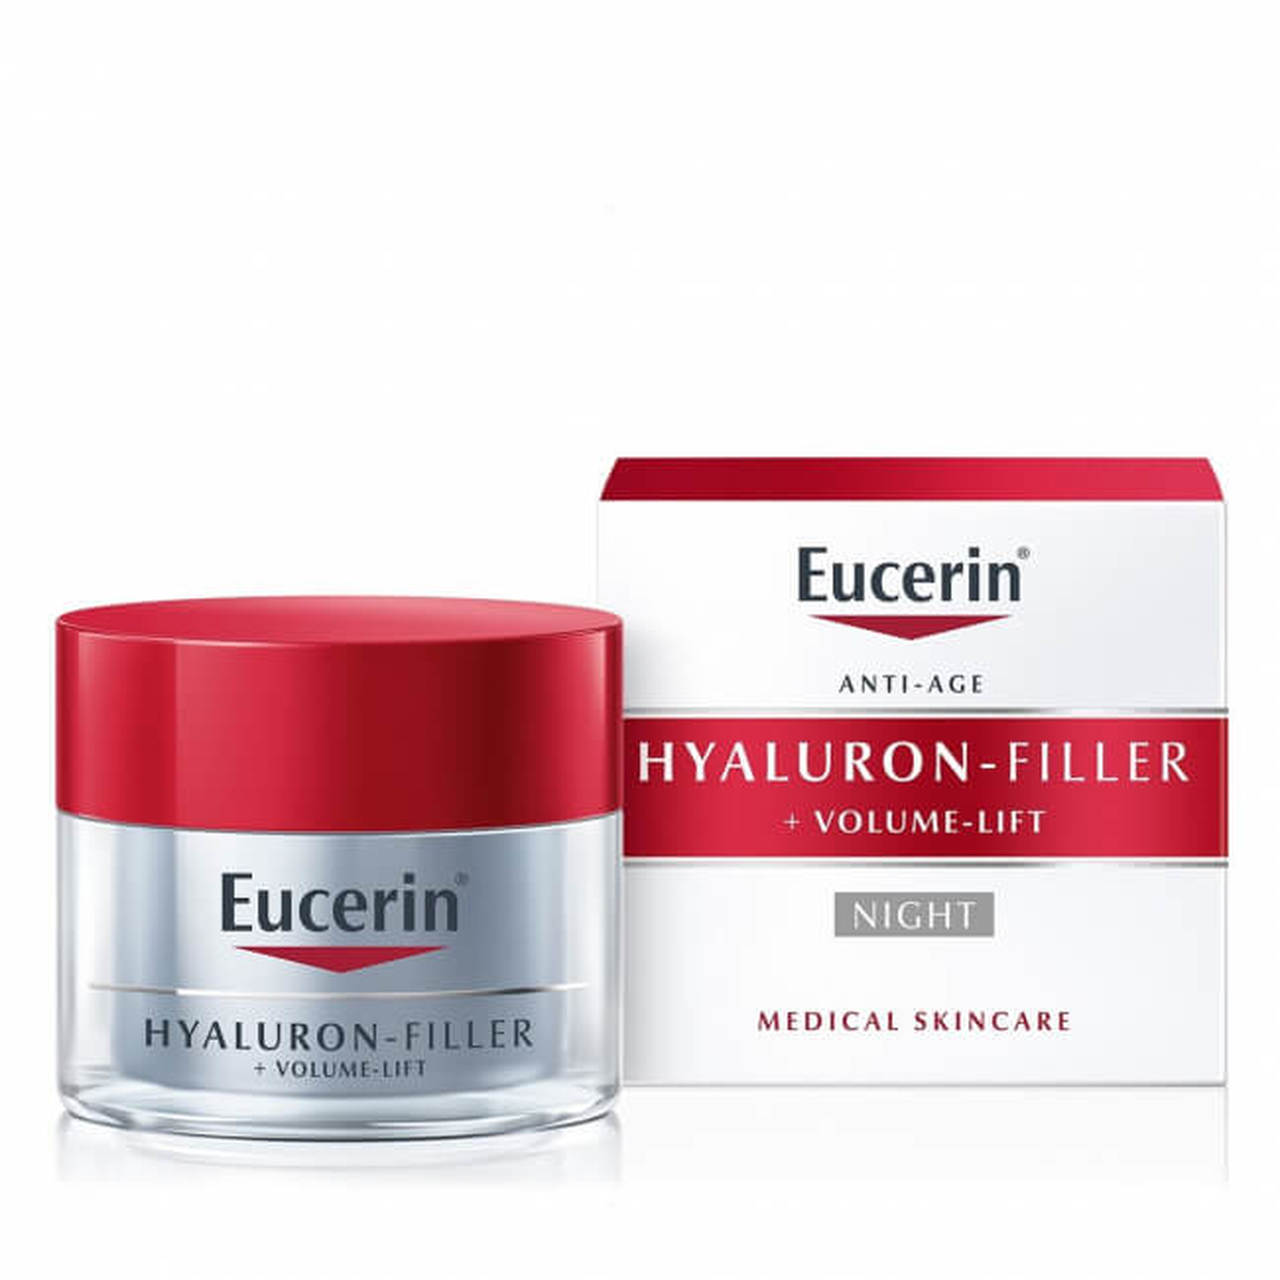 Eucerin®
ANTI-AGE
HYALURON-FILLER
+ VOLUME-LIFT
NIGHT
MEDICAL SKINCARE
Eucerin®
HYALURON-FILLER
+ VOLUME-LIFT